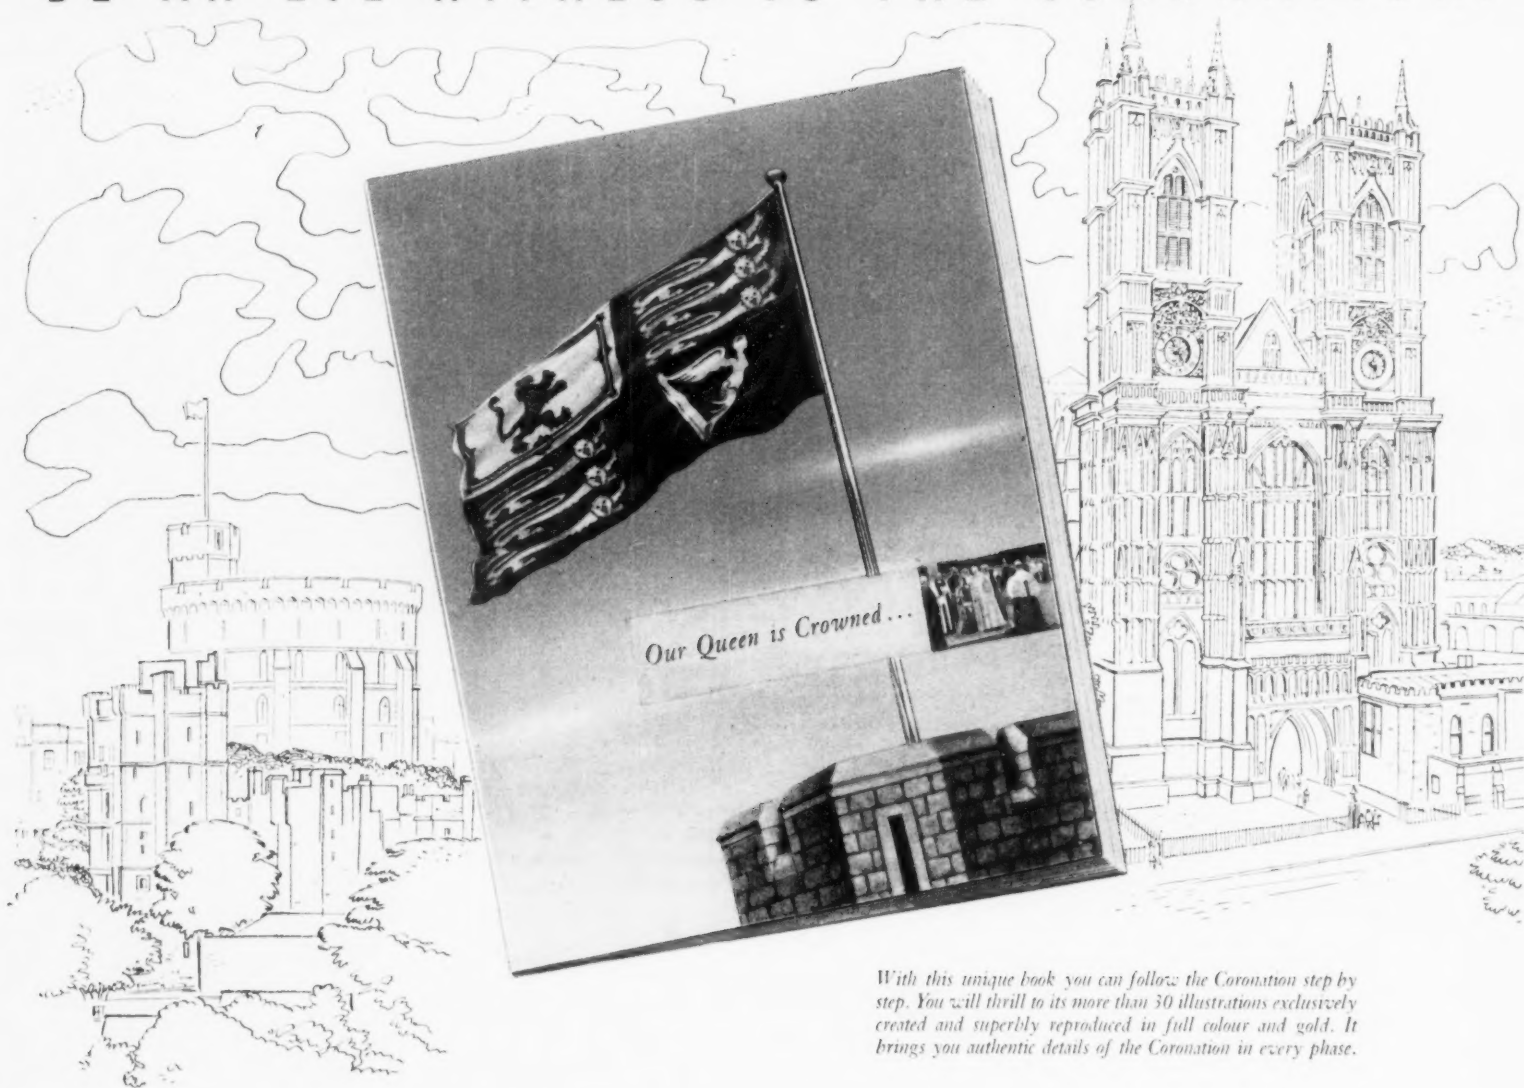 Our Queen is Crowned...
With this unique book you can follow the Coronation step by
step. You will thrill to its more than 30 illustrations exclusively
created and superbly reproduced in full colour and gold. It
brings you authentic details of the Coronation in every phase.